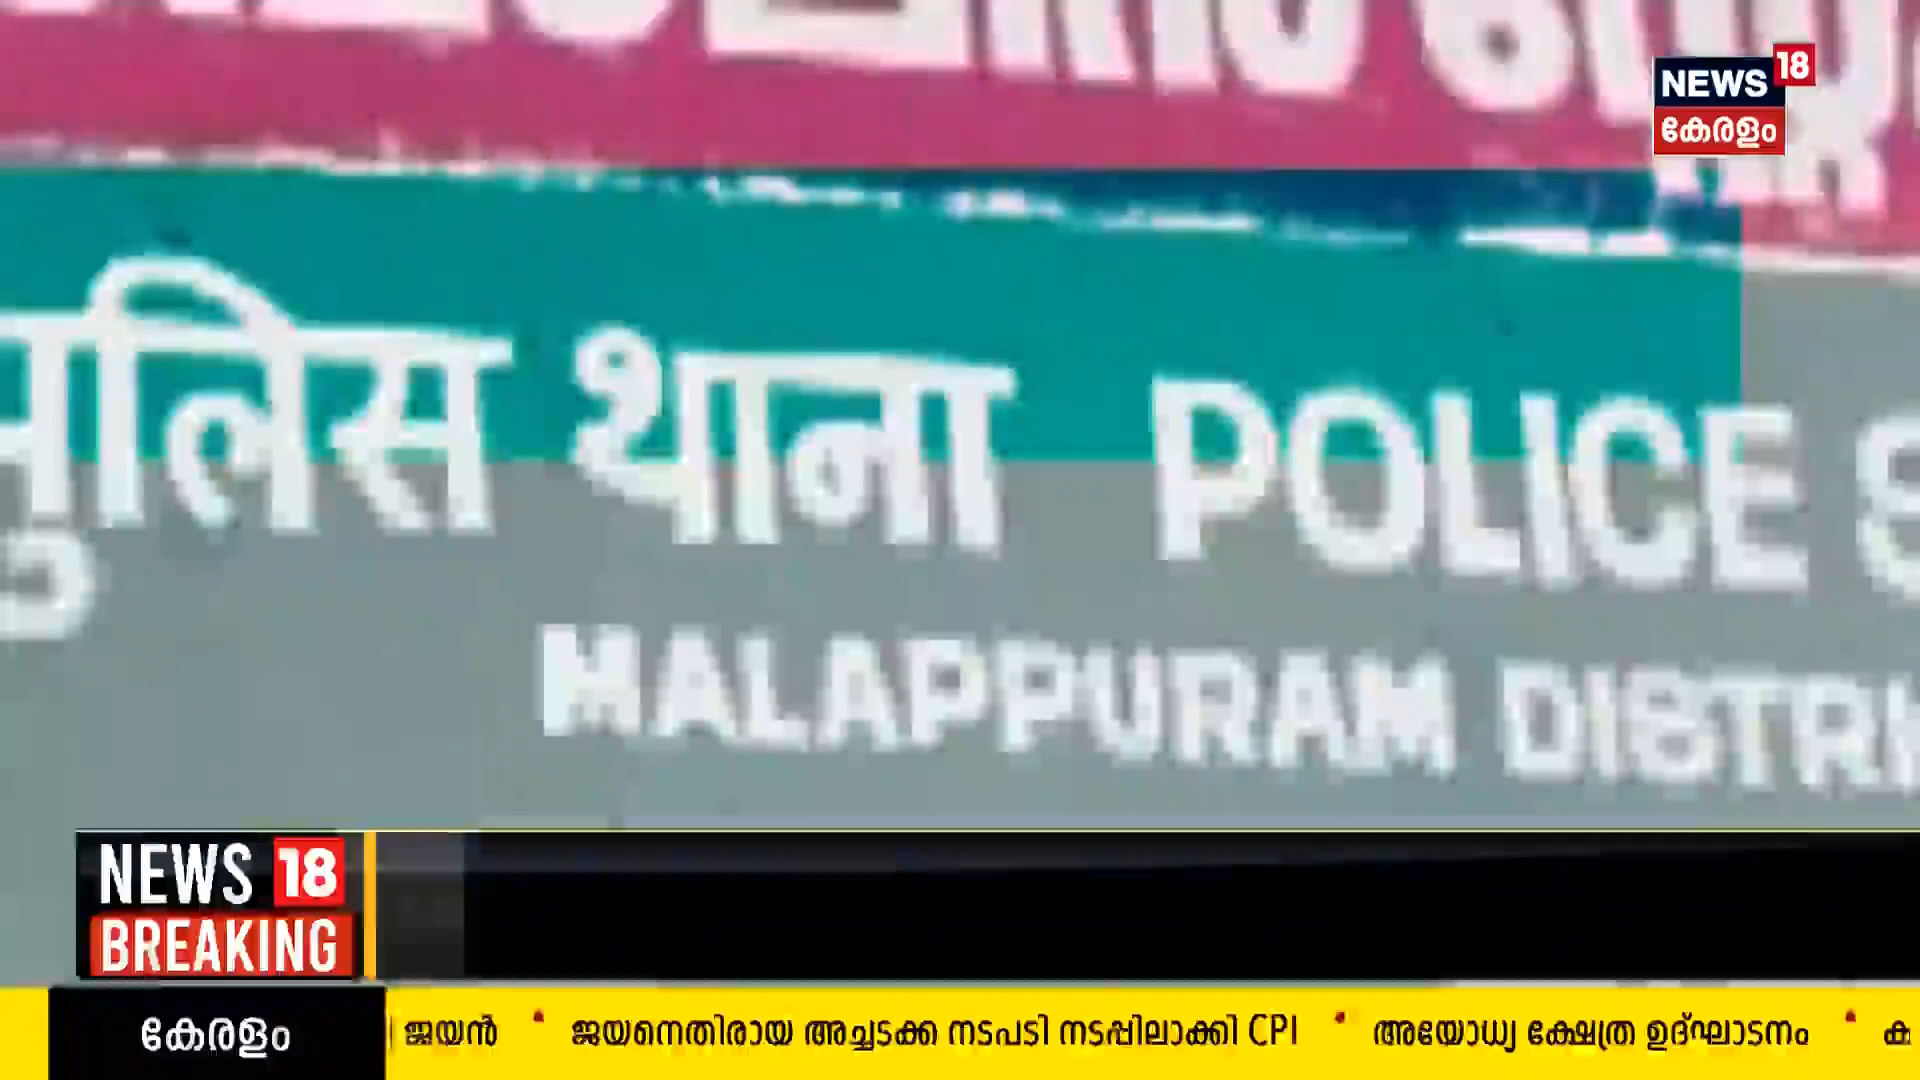 NEWS 18
കേരളം
पुलिस थाना POLICE
MALAPPURAM
NEWS 18
BREAKING
കേരളം
ജയൻ • ജയനെതിരായ അച്ചടക്ക നടപടി നടപ്പിലാക്കി CPI • അയോധ്യ ക്ഷേത്ര ഉദ്ഘാടനം •